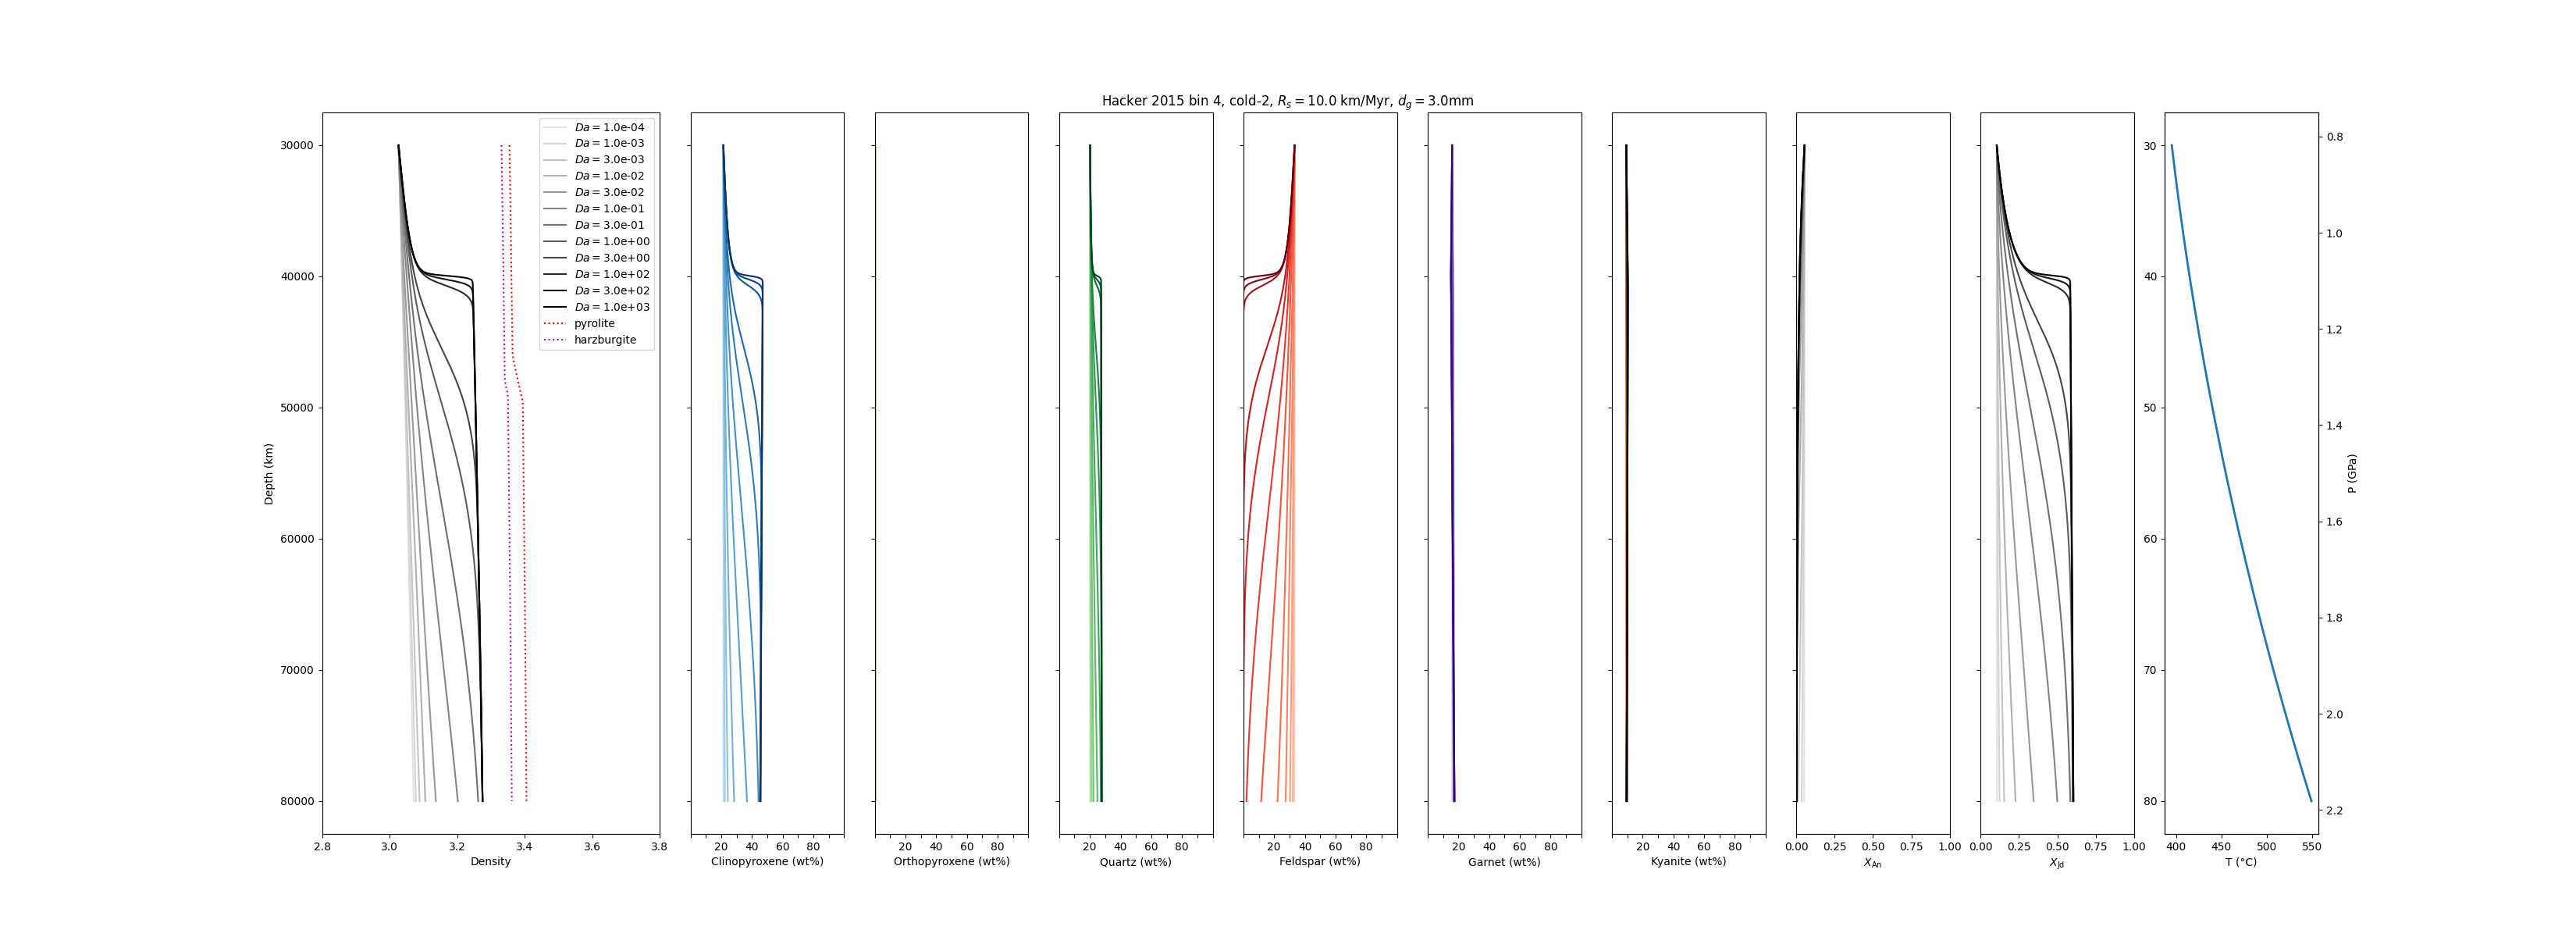 Hacker 2015 bin 4, cold-2, R_s = 10.0 km/Myr, d_g = 3.0mm
Da = 1.0e-04
Da = 1.0e-03
Da = 3.0e-03
Da = 1.0e-02
Da = 3.0e-02
Da = 1.0e-01
Da = 3.0e-01
Da = 1.0e+00
Da = 3.0e+00
Da = 1.0e+02
Da = 3.0e+02
Da = 1.0e+03
pyrolite
harzburgite
Depth (km)
30000
40000
50000
60000
70000
80000
2.8 3.0 3.2 3.4 3.6 3.8
Density
20 40 60 80
Clinopyroxene (wt%)
20 40 60 80
Orthopyroxene (wt%)
20 40 60 80
Quartz (wt%)
20 40 60 80
Feldspar (wt%)
20 40 60 80
Garnet (wt%)
20 40 60 80
Kyanite (wt%)
0.00 0.25 0.50 0.75 1.00
X_An
0.00 0.25 0.50 0.75 1.00
X_Jd
30
40
50
60
70
80
400 450 500 550
T (°C)
0.8
1.0
1.2
1.4
1.6
1.8
2.0
2.2
P (GPa)